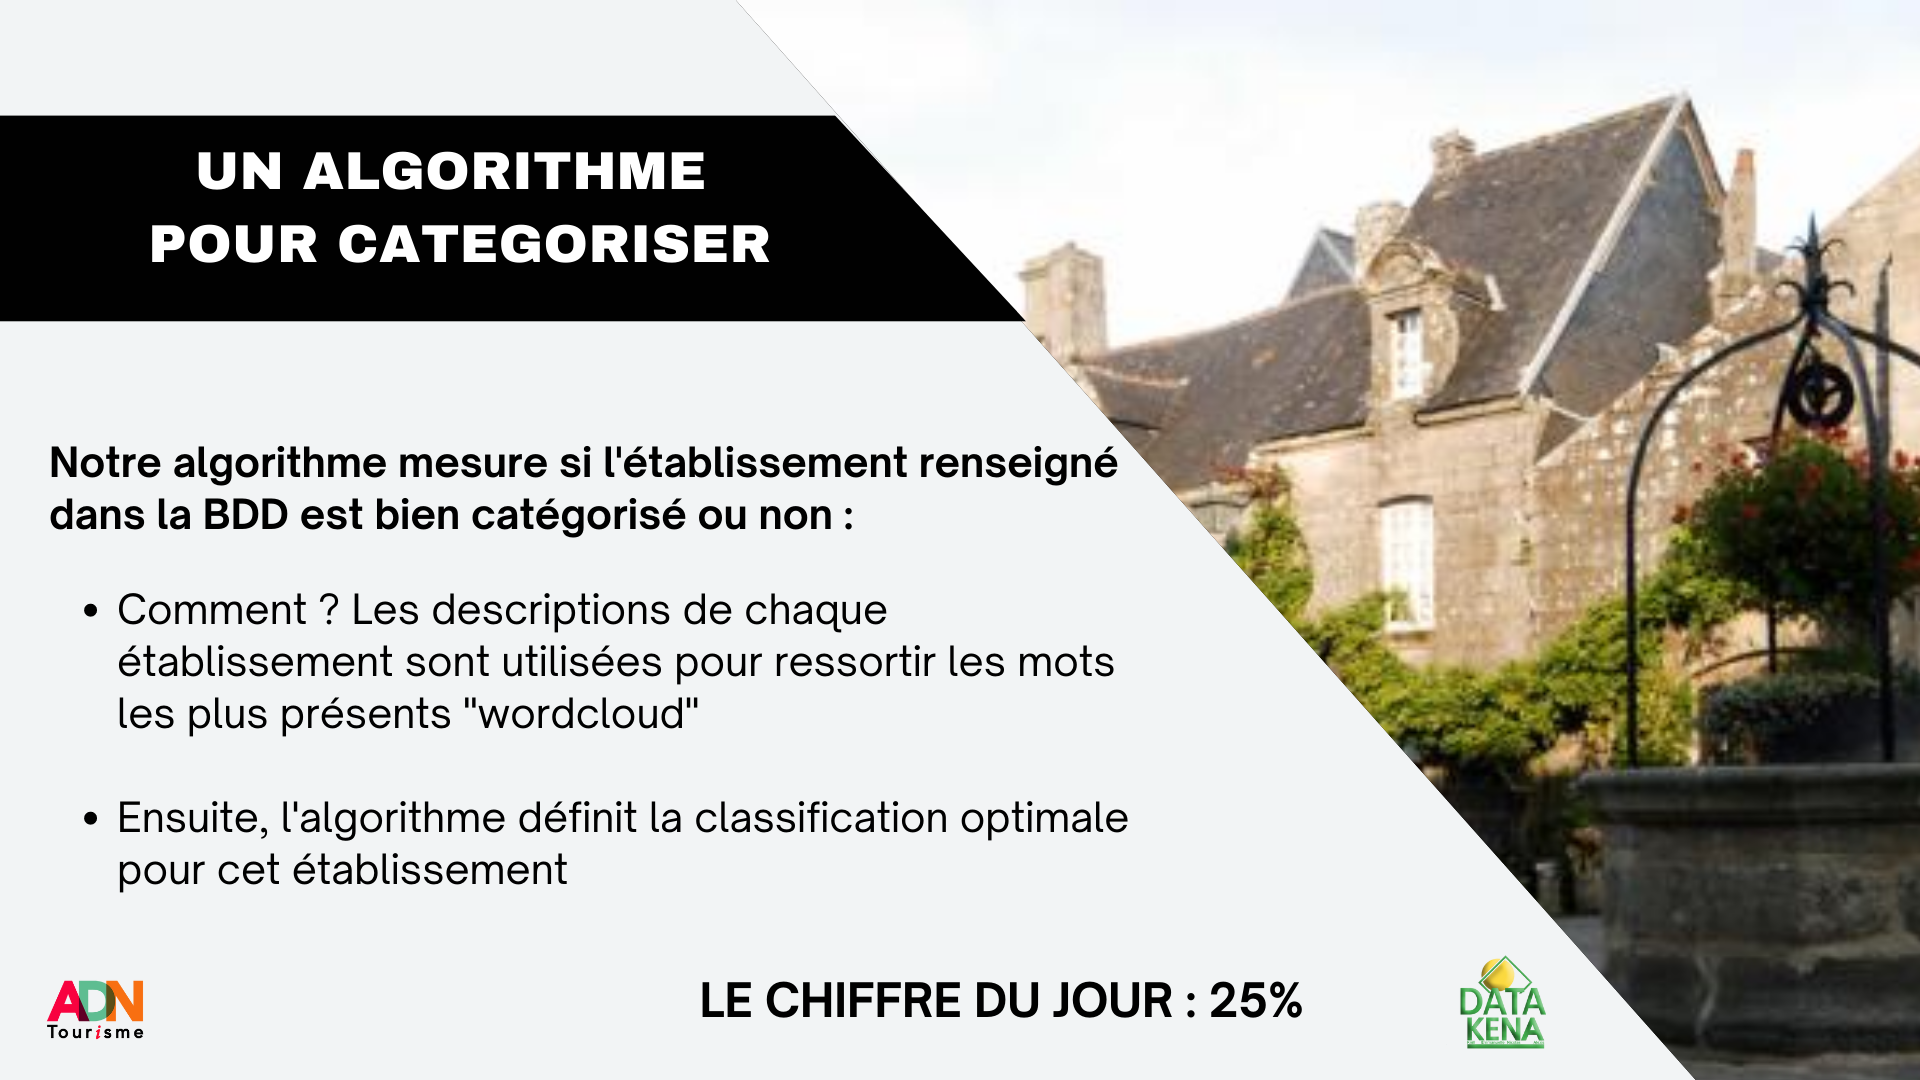 UN ALGORITHME
POUR CATEGORISER
Notre algorithme mesure si l'établissement renseigné
dans la BDD est bien catégorisé ou non :
• Comment ? Les descriptions de chaque
établissement sont utilisées pour ressortir les mots
les plus présents "wordcloud"
• Ensuite, l'algorithme définit la classification optimale
pour cet établissement
ADN
Tourisme
LE CHIFFRE DU JOUR : 25%
DATA
KENA